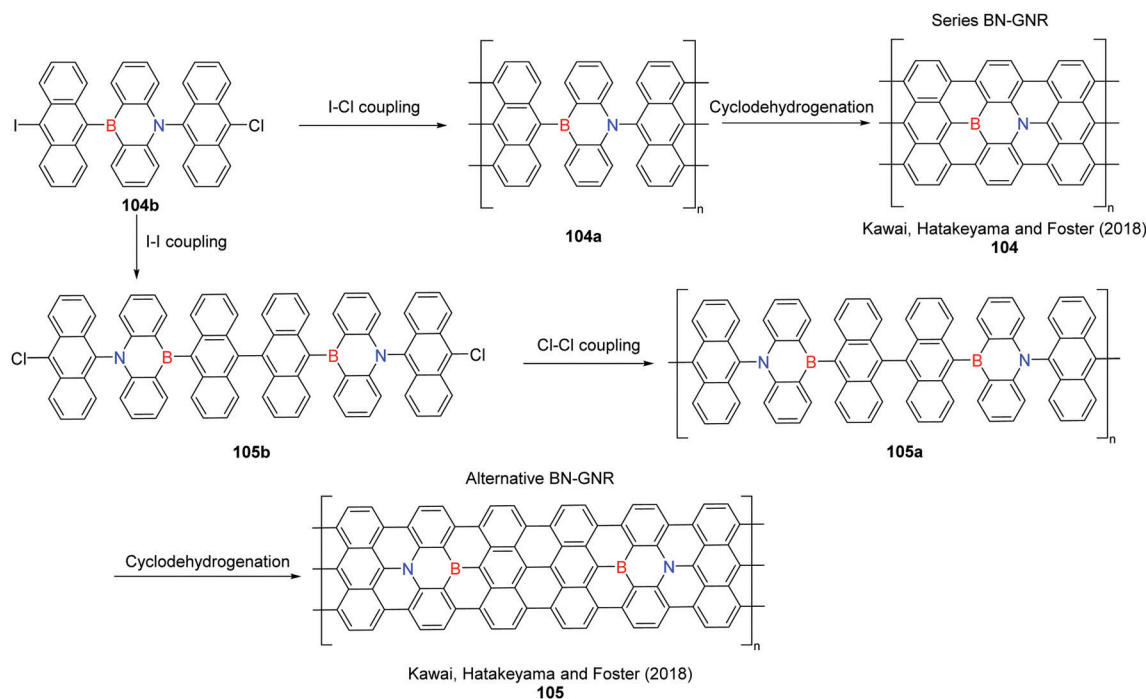 Series BN-GNR
I-Cl coupling
Cyclodehydrogenation
I
B
N
Cl
B
N
n
B
N
n
104b
104a
Kawai, Hatakeyama and Foster (2018)
104
I-I coupling
Cl
N
B
B
N
Cl
Cl-Cl coupling
N
B
B
N
n
105b
105a
Alternative BN-GNR
Cyclodehydrogenation
N
B
B
N
n
Kawai, Hatakeyama and Foster (2018)
105